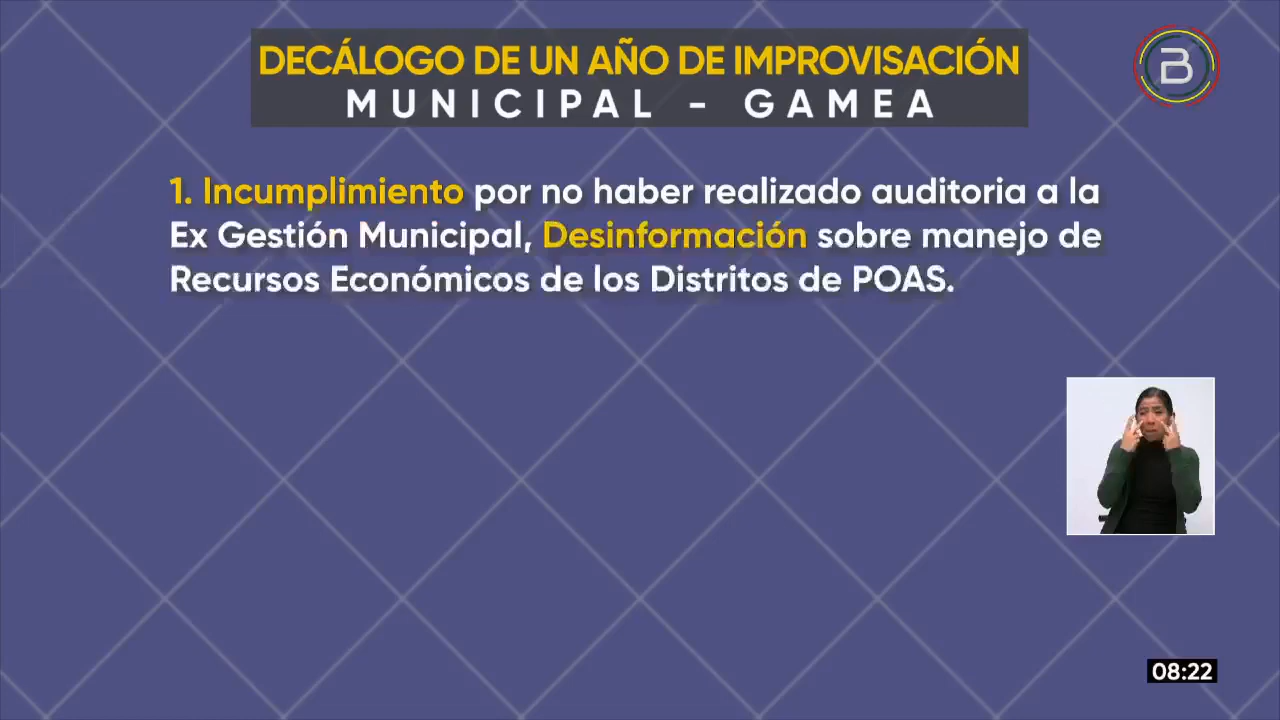 DECÁLOGO DE UN AÑO DE IMPROVISACIÓN
MUNICIPAL - GAMEA
B
1. Incumplimiento por no haber realizado auditoria a la
Ex Gestión Municipal, Desinformación sobre manejo de
Recursos Económicos de los Distritos de POAS.
08:22